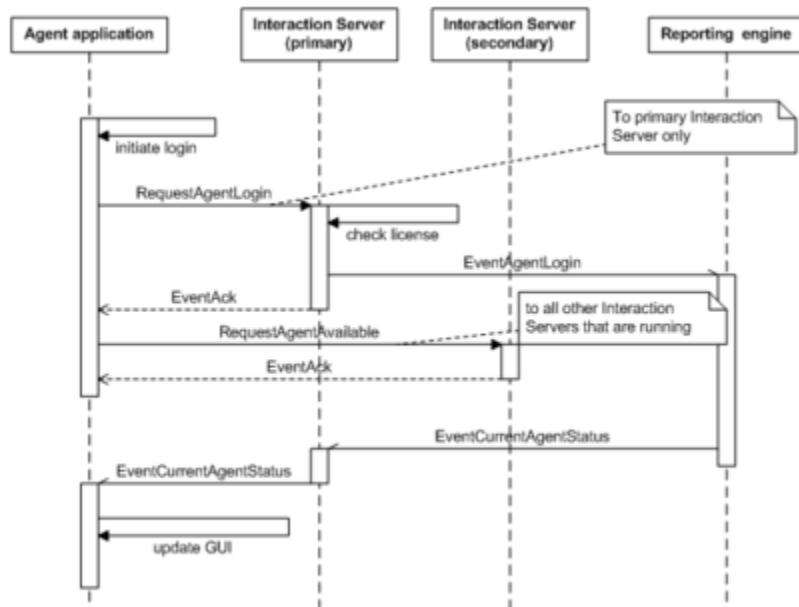 Agent application
Interaction Server
(primary)
Interaction Server
(secondary)
Reporting engine
To primary Interaction
Server only
initiate login
RequestAgentLogin
check license
EventAgentLogin
EventAck
to all other Interaction
Servers that are running
RequestAgentAvailable
EventAck
EventCurrentAgentStatus
EventCurrentAgentStatus
update GUI